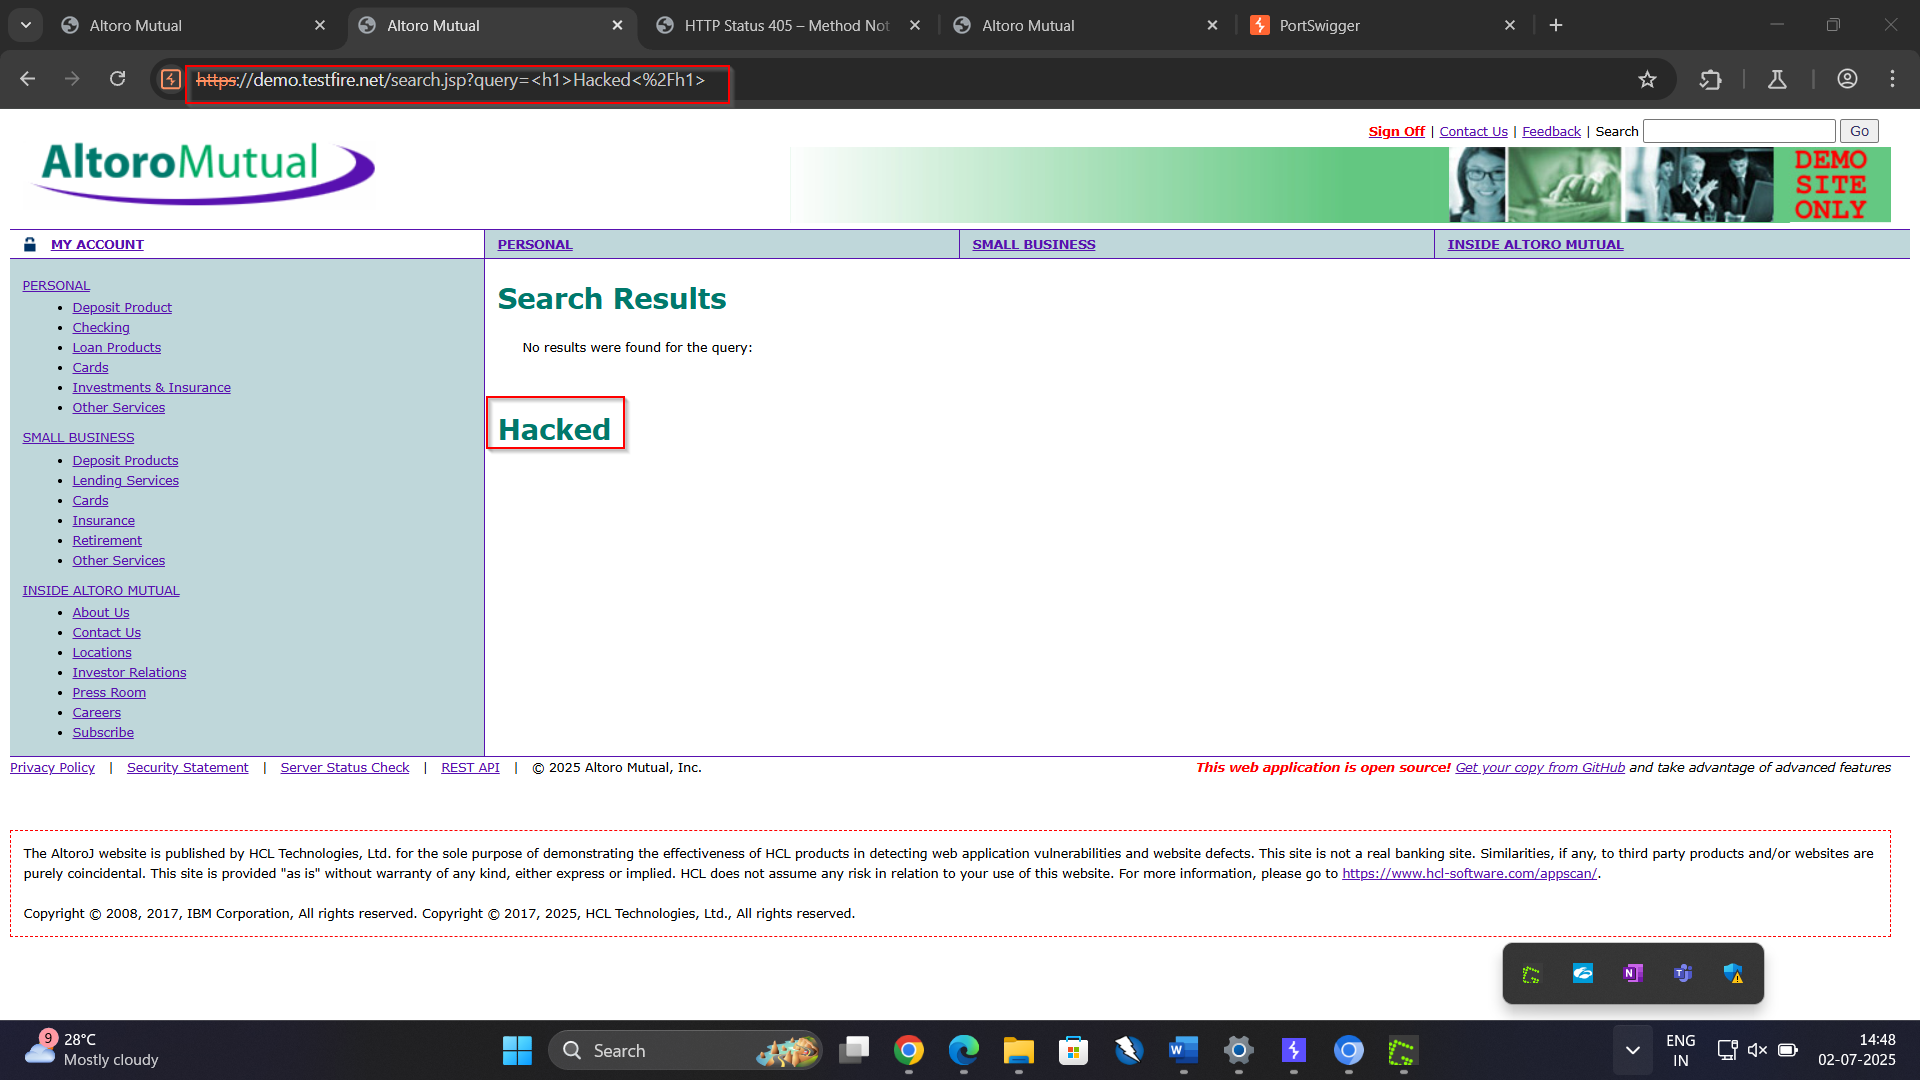 Altoro Mutual
Altoro Mutual
HTTP Status 405 – Method Not
Altoro Mutual
PortSwigger
https://demo.testfire.net/search.jsp?query=<h1>Hacked<%2Fh1>
Sign Off | Contact Us | Feedback | Search
Go
AltoroMutual
DEMO
SITE
ONLY
MY ACCOUNT
PERSONAL
SMALL BUSINESS
INSIDE ALTORO MUTUAL
PERSONAL
Deposit Product
Checking
Loan Products
Cards
Investments & Insurance
Other Services
SMALL BUSINESS
Deposit Products
Lending Services
Cards
Insurance
Retirement
Other Services
INSIDE ALTORO MUTUAL
About Us
Contact Us
Locations
Investor Relations
Press Room
Careers
Subscribe
Search Results
No results were found for the query:
Hacked
Privacy Policy | Security Statement | Server Status Check | REST API | © 2025 Altoro Mutual, Inc.
This web application is open source! Get your copy from GitHub and take advantage of advanced features
The AltoroJ website is published by HCL Technologies, Ltd. for the sole purpose of demonstrating the effectiveness of HCL products in detecting web application vulnerabilities and website defects. This site is not a real banking site. Similarities, if any, to third party products and/or websites are
purely coincidental. This site is provided "as is" without warranty of any kind, either express or implied. HCL does not assume any risk in relation to your use of this website. For more information, please go to https://www.hcl-software.com/appscan/.
Copyright © 2008, 2017, IBM Corporation, All rights reserved. Copyright © 2017, 2025, HCL Technologies, Ltd., All rights reserved.
9
28°C
Mostly cloudy
Search
ENG
IN
14:48
02-07-2025